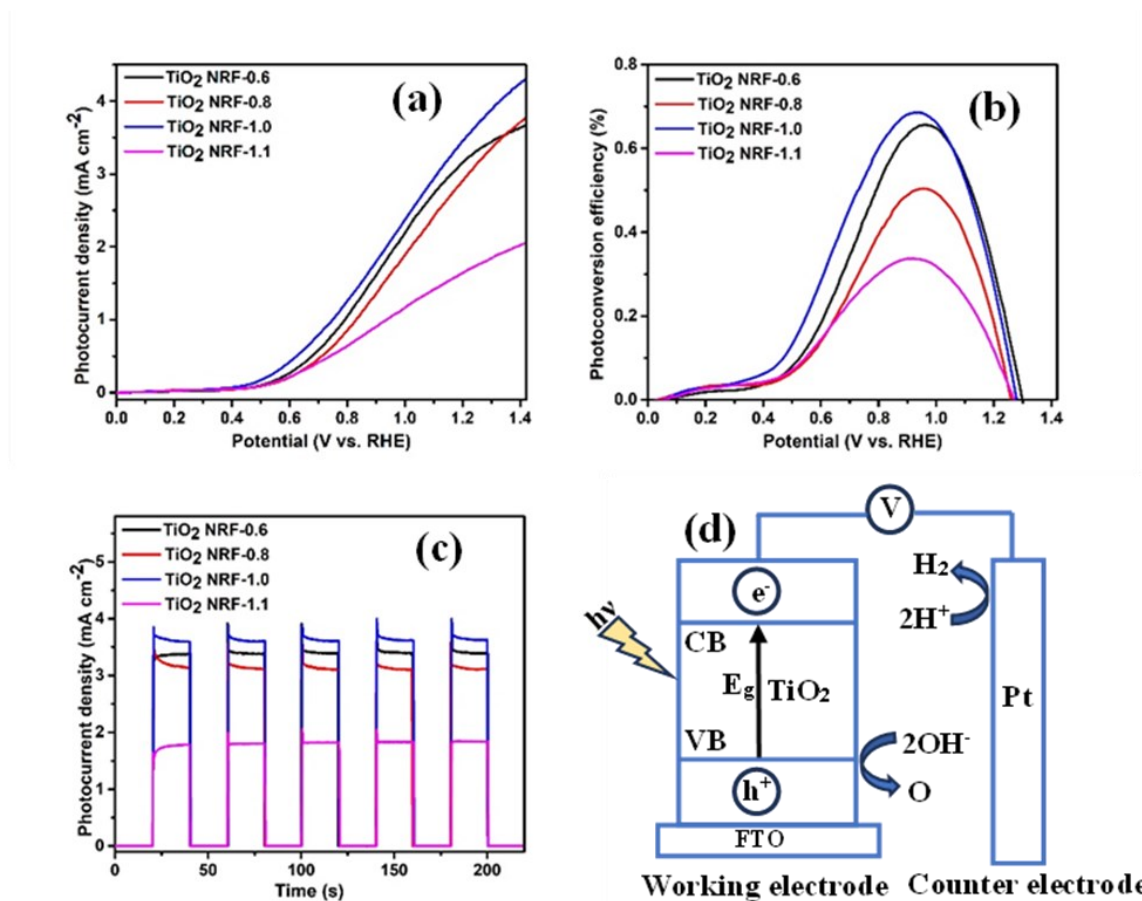 (a)
TiO₂ NRF-0.6
TiO₂ NRF-0.8
TiO₂ NRF-1.0
TiO₂ NRF-1.1
Photocurrent density (mA cm⁻²)
4
3
2
1
0
0.0 0.2 0.4 0.6 0.8 1.0 1.2 1.4
Potential (V vs. RHE)
(b)
TiO₂ NRF-0.6
TiO₂ NRF-0.8
TiO₂ NRF-1.0
TiO₂ NRF-1.1
Photoconversion efficiency (%)
0.8
0.6
0.4
0.2
0.0
0.0 0.2 0.4 0.6 0.8 1.0 1.2 1.4
Potential (V vs. RHE)
(c)
TiO₂ NRF-0.6
TiO₂ NRF-0.8
TiO₂ NRF-1.0
TiO₂ NRF-1.1
Photocurrent density (mA cm⁻²)
5
4
3
2
1
0
0 50 100 150 200
Time (s)
(d)
V
hν
e⁻
CB
E_g TiO₂
VB
h⁺
FTO
H₂
2H⁺
Pt
2OH⁻
O
Working electrode Counter electrode